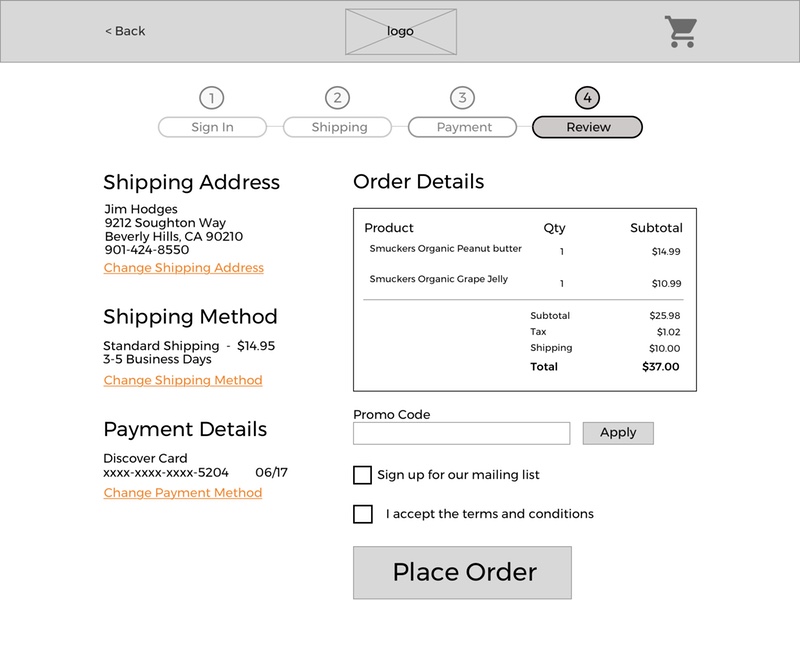 < Back
logo
1
2
3
4
Sign In
Shipping
Payment
Review
Shipping Address
Jim Hodges
9212 Soughton Way
Beverly Hills, CA 90210
901-424-8550
Change Shipping Address
Shipping Method
Standard Shipping - $14.95
3-5 Business Days
Change Shipping Method
Payment Details
Discover Card
xxxx-xxxx-xxxx-5204 06/17
Change Payment Method
Order Details
Product Qty Subtotal
Smuckers Organic Peanut butter 1 $14.99
Smuckers Organic Grape Jelly 1 $10.99
Subtotal $25.98
Tax $1.02
Shipping $10.00
Total $37.00
Promo Code
Apply
Sign up for our mailing list
I accept the terms and conditions
Place Order